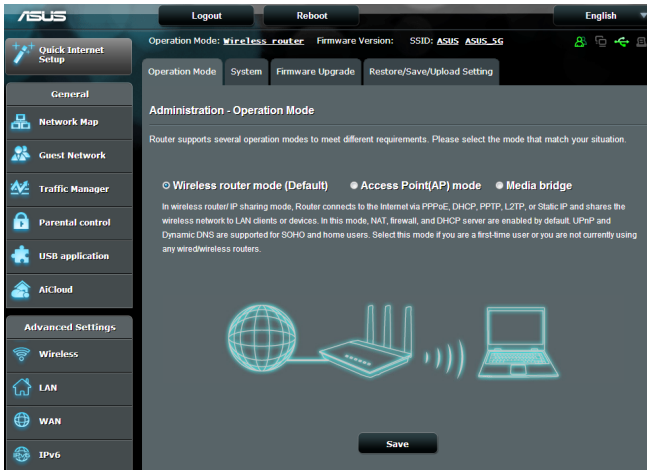 ASUS
Logout
Reboot
English
Quick Internet
Setup
Operation Mode: Wireless router Firmware Version: SSID: ASUS ASUS_5G
Operation Mode
System
Firmware Upgrade
Restore/Save/Upload Setting
General
Network Map
Guest Network
Traffic Manager
Parental control
USB application
AiCloud
Advanced Settings
Wireless
LAN
WAN
IPv6
Administration - Operation Mode
Router supports several operation modes to meet different requirements. Please select the mode that match your situation.
Wireless router mode (Default)
Access Point(AP) mode
Media bridge
In wireless router/ IP sharing mode, Router connects to the Internet via PPPoE, DHCP, PPTP, L2TP, or Static IP and shares the
wireless network to LAN clients or devices. In this mode, NAT, firewall, and DHCP server are enabled by default. UPnP and
Dynamic DNS are supported for SOHO and home users. Select this mode if you are a first-time user or you are not currently using
any wired/wireless routers.
Save